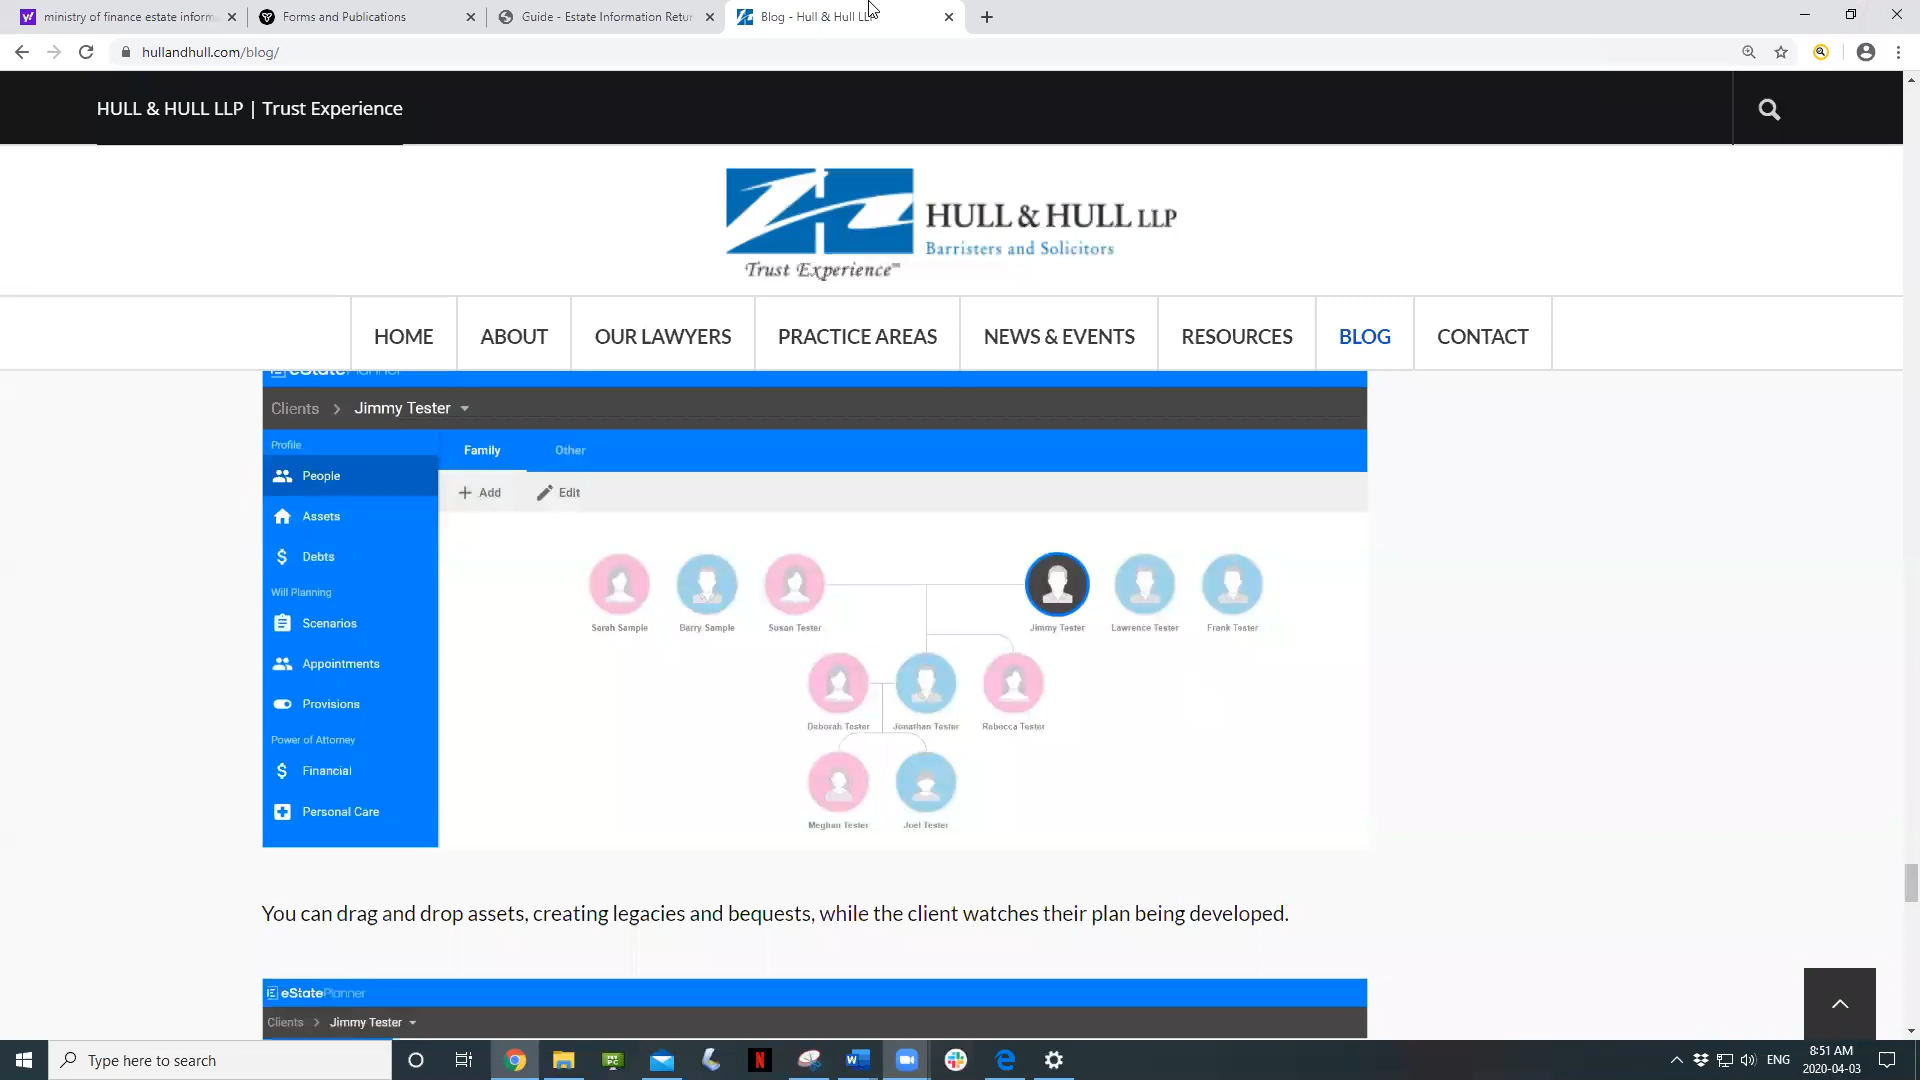 ministry of finance estate inform
Forms and Publications
Guide - Estate Information Retur
Blog - Hull & Hull LL
hullandhull.com/blog/
HULL & HULL LLP | Trust Experience
HULL & HULL LLP
Barristers and Solicitors
Trust Experience™
HOME ABOUT OUR LAWYERS PRACTICE AREAS NEWS & EVENTS RESOURCES BLOG CONTACT
eStatePlanner
Clients > Jimmy Tester
Profile
Family Other
People
Add Edit
Assets
Debts
Will Planning
Scenarios
Sarah Sample Barry Sample Susan Tester Jimmy Tester Lawrence Tester Frank Tester
Appointments
Provisions
Deborah Tester Jonathan Tester Rebecca Tester
Power of Attorney
Financial
Personal Care
Meghan Tester Joel Tester
You can drag and drop assets, creating legacies and bequests, while the client watches their plan being developed.
eStatePlanner
Clients > Jimmy Tester
Type here to search
ENG
8:51 AM
2020-04-03